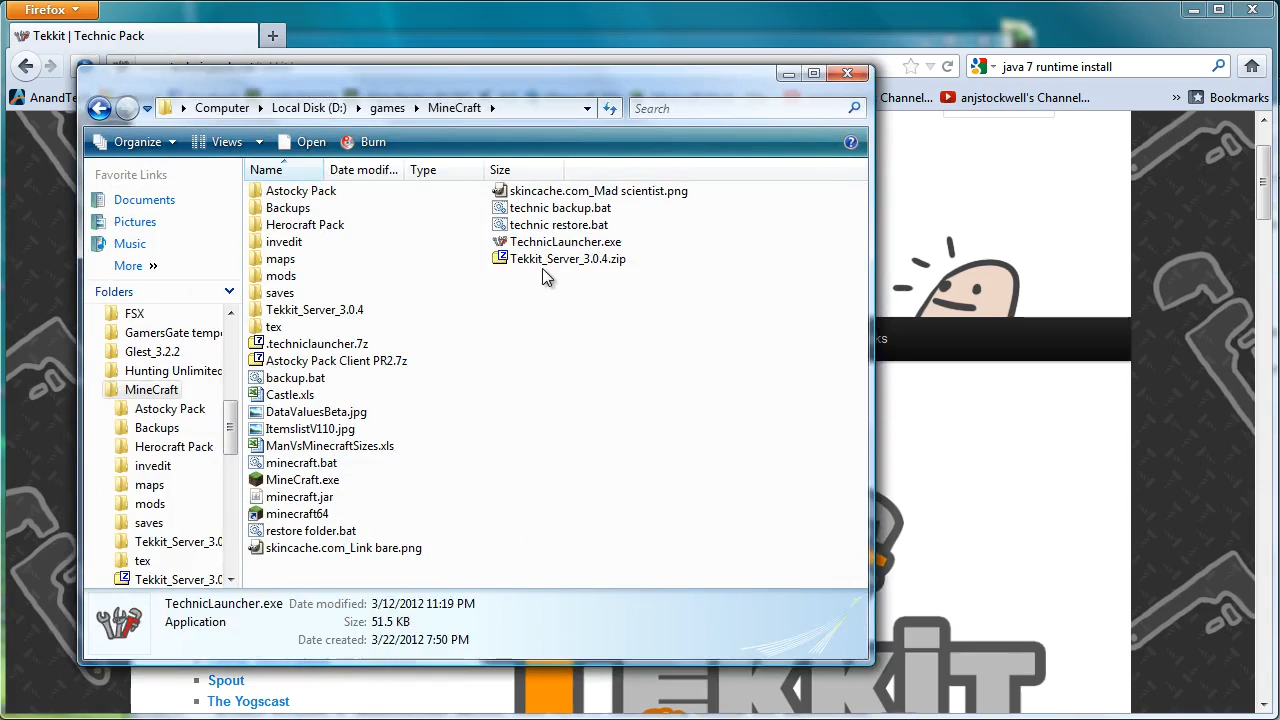 Firefox
Tekkit | Technic Pack
java 7 runtime install
AnandTe
Channel...
anjstockwell's Channel...
Bookmarks
Computer
Local Disk (D:)
games
MineCraft
Search
Organize
Views
Open
Burn
Favorite Links
Documents
Pictures
Music
More
Folders
FSX
GamersGate tempo
Glest_3.2.2
Hunting Unlimited
MineCraft
Astocky Pack
Backups
Herocraft Pack
invedit
maps
mods
saves
Tekkit_Server_3.0
tex
Tekkit_Server_3.0
Name
Date modif...
Type
Size
Astocky Pack
Backups
Herocraft Pack
invedit
maps
mods
saves
Tekkit_Server_3.0.4
tex
.techniclauncher.7z
Astocky Pack Client PR2.7z
backup.bat
Castle.xls
DataValuesBeta.jpg
ItemslistV110.jpg
ManVsMinecraftSizes.xls
minecraft.bat
MineCraft.exe
minecraft.jar
minecraft64
restore folder.bat
skincache.com_Link bare.png
skincache.com_Mad scientist.png
technic backup.bat
technic restore.bat
TechnicLauncher.exe
Tekkit_Server_3.0.4.zip
TechnicLauncher.exe Date modified: 3/12/2012 11:19 PM
Application Size: 51.5 KB
Date created: 3/22/2012 7:50 PM
ks
Spout
The Yogscast
TEKKIT